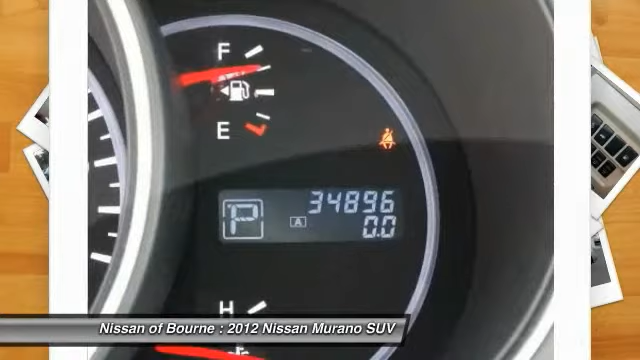 F
E
34896
P A 0.0
H
Nissan of Bourne : 2012 Nissan Murano SUV